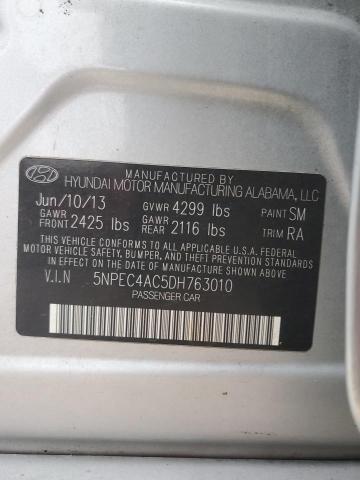 MANUFACTURED BY
HYUNDAI MOTOR MANUFACTURING ALABAMA, LLC
Jun/10/13 GVWR 4299 lbs PAINT SM
GAWR FRONT 2425 lbs GAWR REAR 2116 lbs TRIM RA
THIS VEHICLE CONFORMS TO ALL APPLICABLE U.S.A. FEDERAL
MOTOR VEHICLE SAFETY, BUMPER, AND THEFT PREVENTION STANDARDS
IN EFFECT ON THE DATE OF MANUFACTURE SHOWN ABOVE.
V.I.N 5NPEC4AC5DH763010
PASSENGER CAR